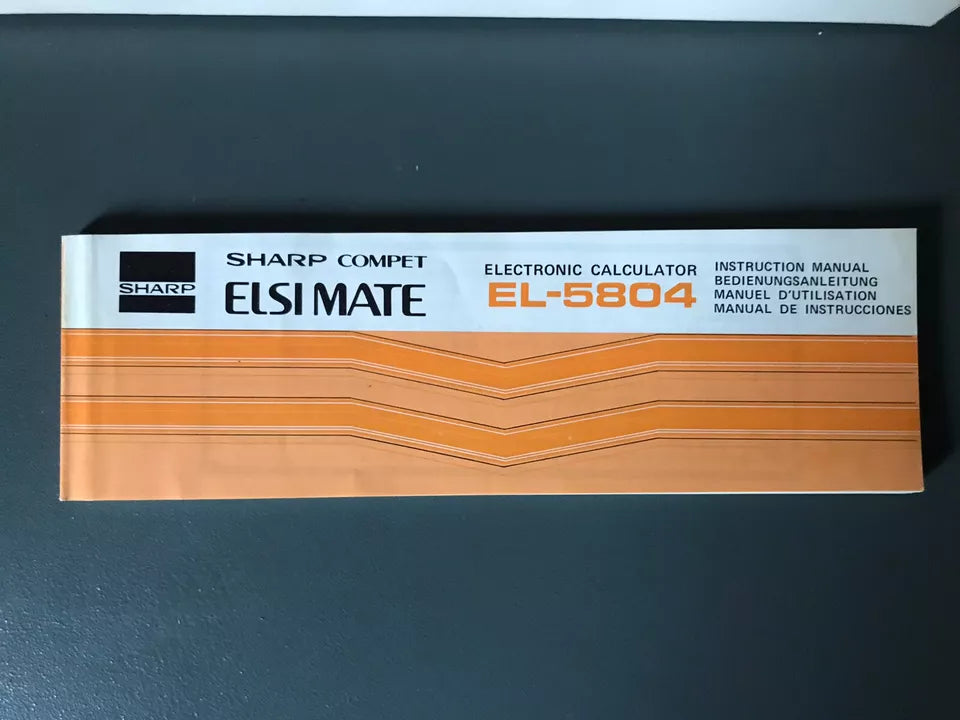 SHARP
SHARP COMPET
ELSI MATE
ELECTRONIC CALCULATOR
EL-5804
INSTRUCTION MANUAL
BEDIENUNGSANLEITUNG
MANUEL D'UTILISATION
MANUAL DE INSTRUCCIONES